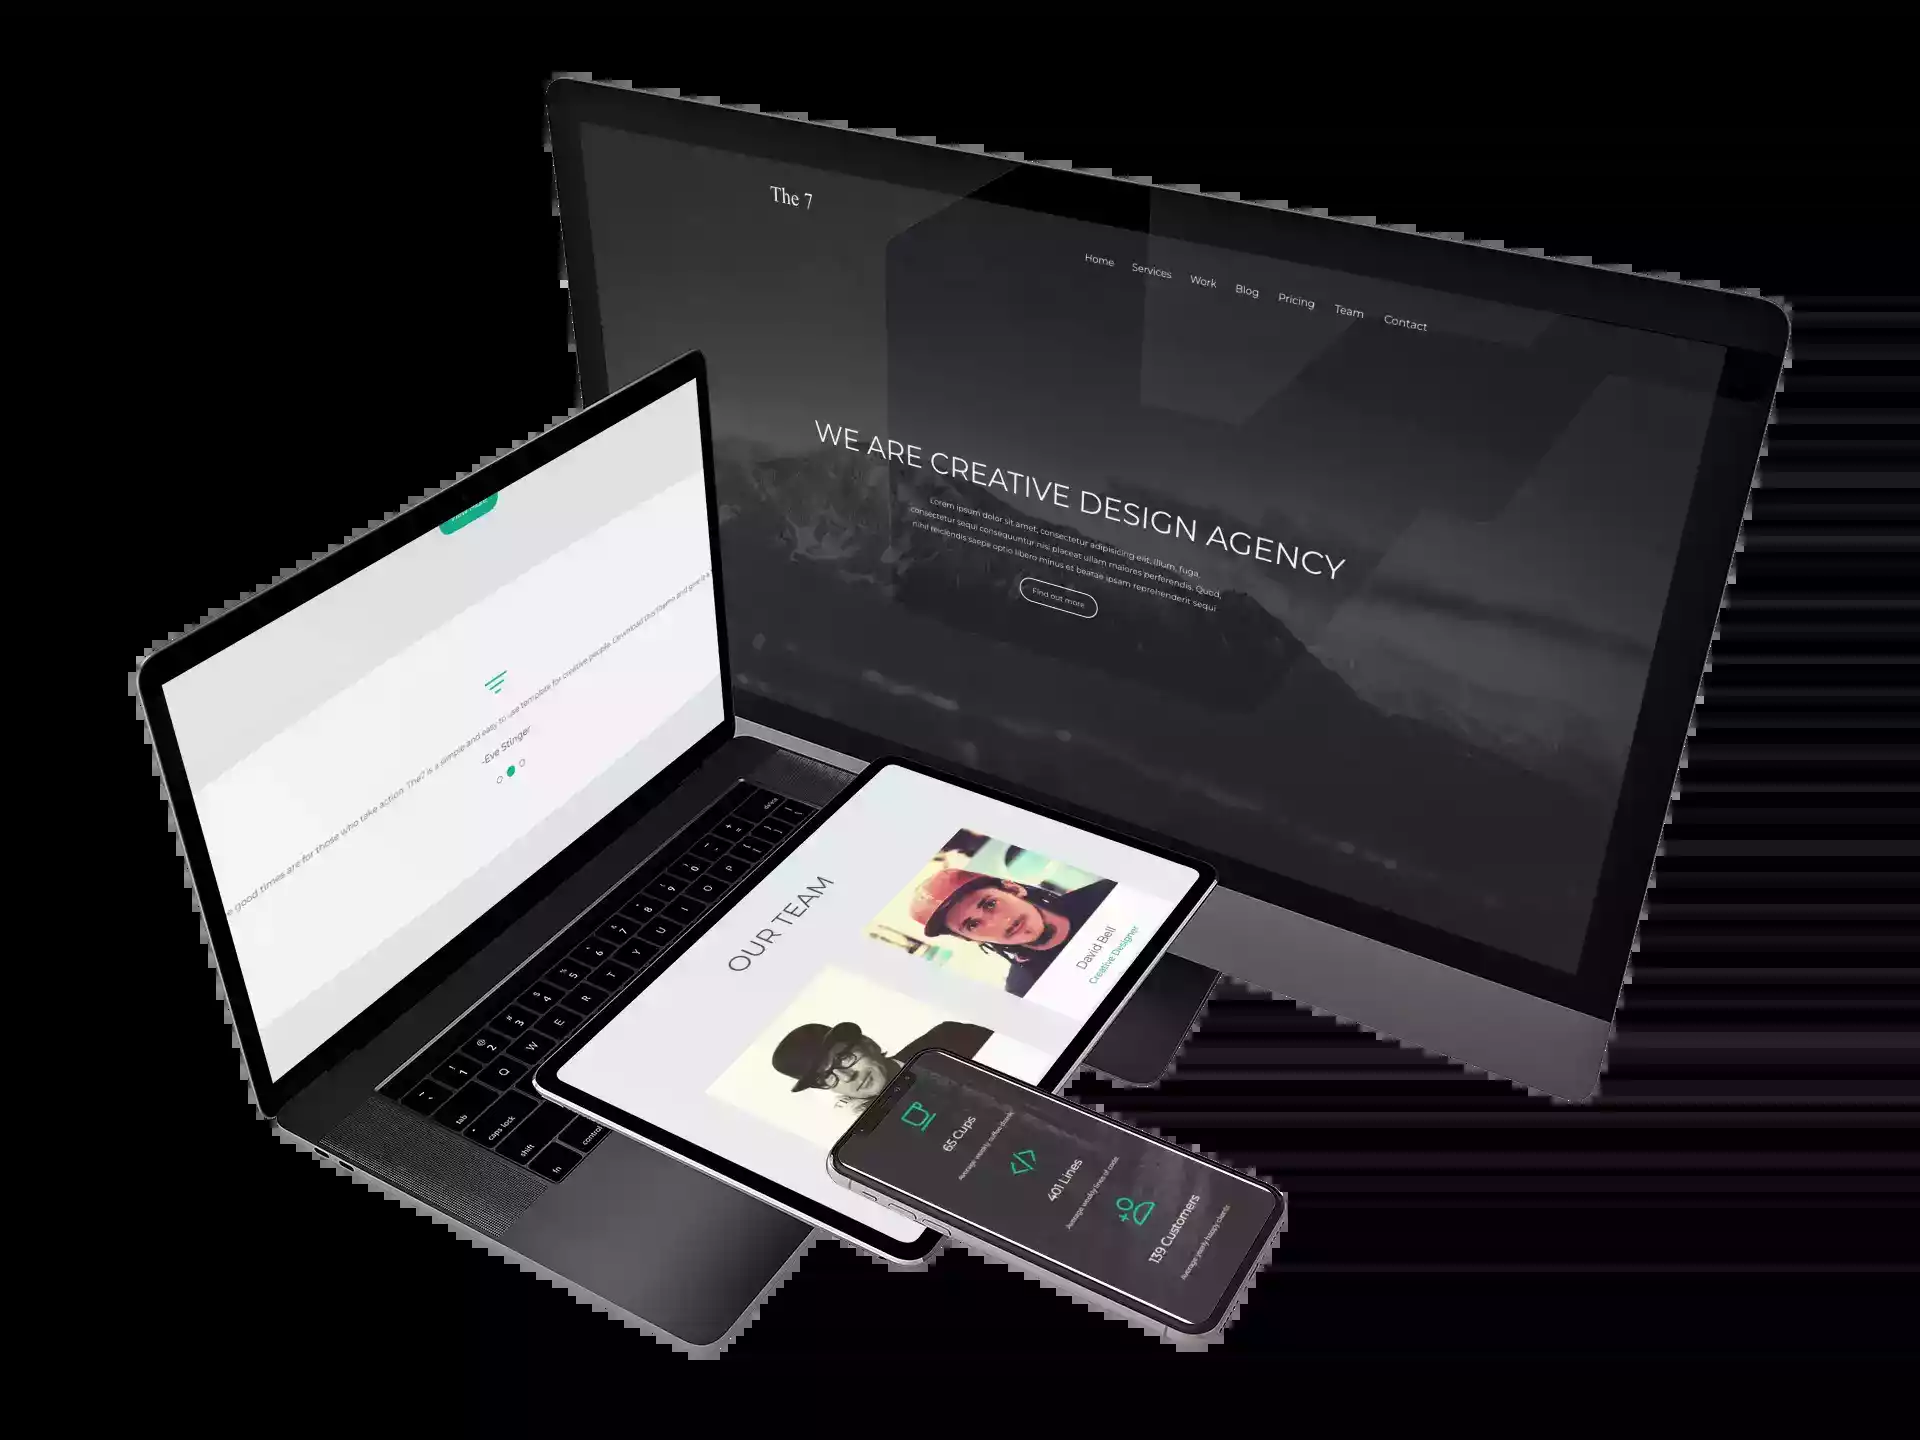 The 7
Home Services Work Blog Pricing Team Contact
WE ARE CREATIVE DESIGN AGENCY
Lorem ipsum dolor sit amet, consectetur adipisicing elit. Illum, fuga,
consectetur sequi consequuntur nisi placeat ullam maiores perferendis. Quod,
nihil reiciendis saepe optio libero minus et beatae ipsam reprehenderit sequi
Find out more
good times are for those who take action. The7 is a simple and easy to use template for creative people. Download this theme and give it a
-Eve Stinger
OUR TEAM
David Bell
Creative Designer
65 Cups
Average weekly coffee drank
401 Lines
Average weekly lines of code
139 Customers
Average yearly happy clients
delete
! 1 @ 2 # 3 $ 4 % 5 6 7 8 9 0
tab Q W E R T Y U I O P
caps lock
shift
fn control